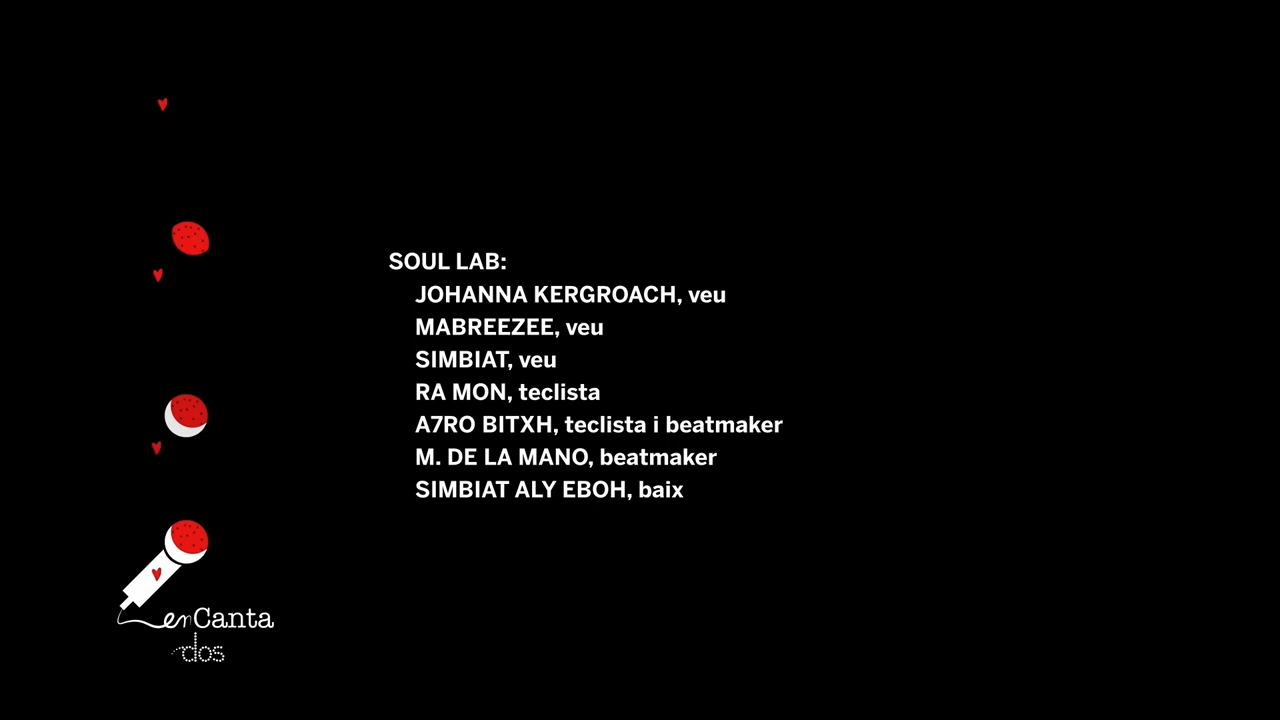 SOUL LAB:
JOHANNA KERGROACH, veu
MABREEZEE, veu
SIMBIAT, veu
RA MON, teclista
A7RO BITXH, teclista i beatmaker
M. DE LA MANO, beatmaker
SIMBIAT ALY EBOH, baix
enCanta
dos